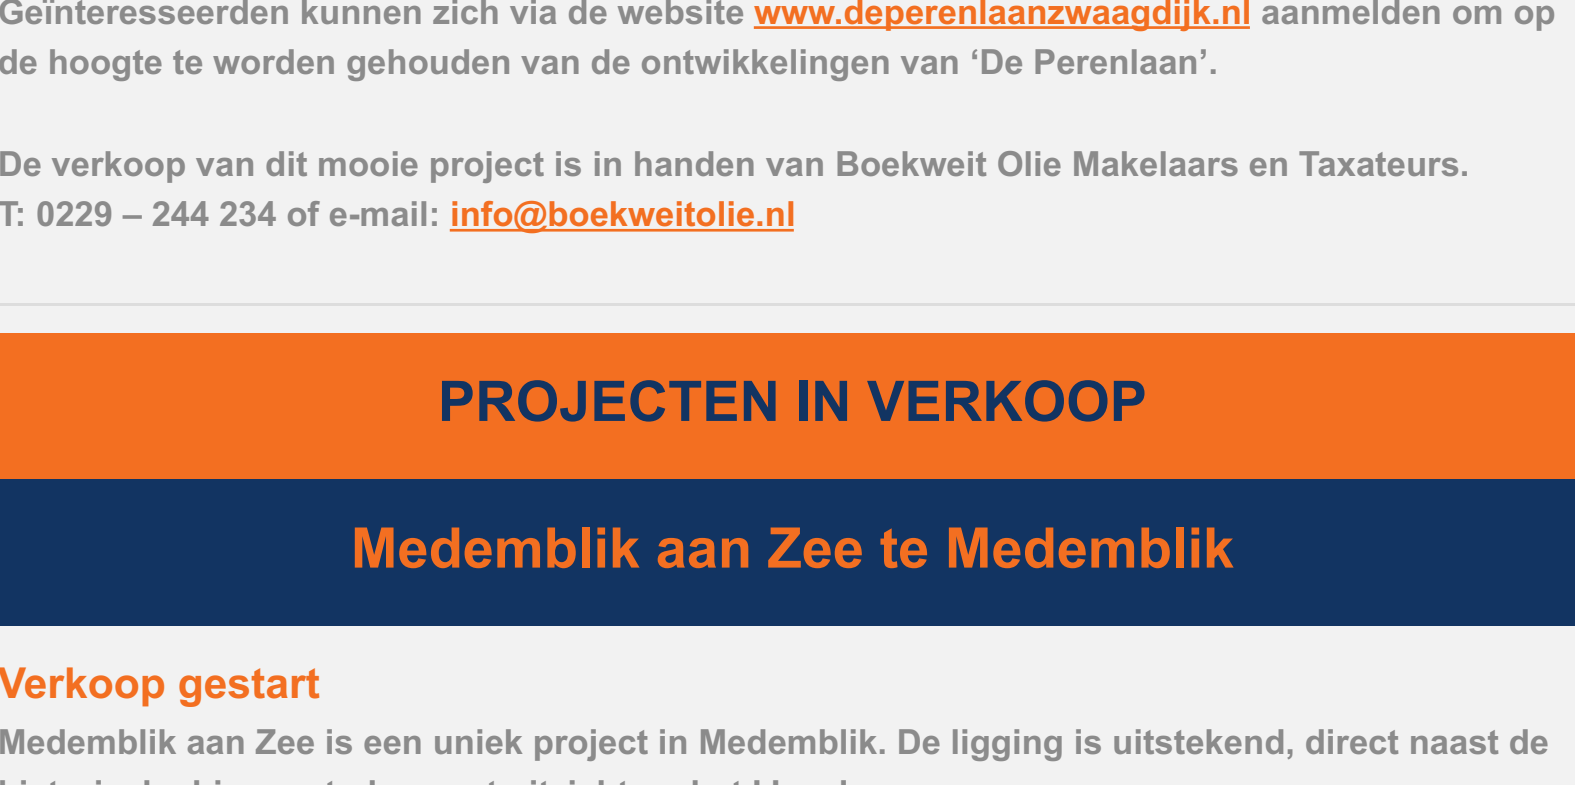 Geïnteresseerden kunnen zich via de website www.deperenlaanzwaagdijk.nl aanmelden om op
de hoogte te worden gehouden van de ontwikkelingen van ‘De Perenlaan’.
De verkoop van dit mooie project is in handen van Boekweit Olie Makelaars en Taxateurs.
T: 0229 – 244 234 of e-mail: info@boekweitolie.nl
PROJECTEN IN VERKOOP
Medemblik aan Zee te Medemblik
Verkoop gestart
Medemblik aan Zee is een uniek project in Medemblik. De ligging is uitstekend, direct naast de